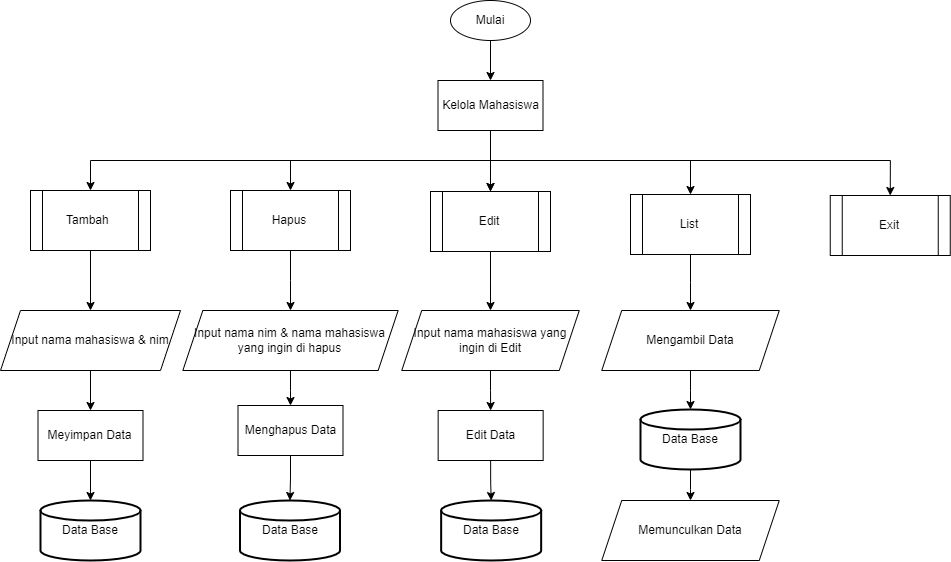 Mulai
Kelola Mahasiswa
Tambah
Hapus
Edit
List
Exit
Input nama mahasiswa & nim
Input nama nim & nama mahasiswa
yang ingin di hapus
Input nama mahasiswa yang
ingin di Edit
Mengambil Data
Meyimpan Data
Menghapus Data
Edit Data
Data Base
Data Base
Data Base
Data Base
Memunculkan Data